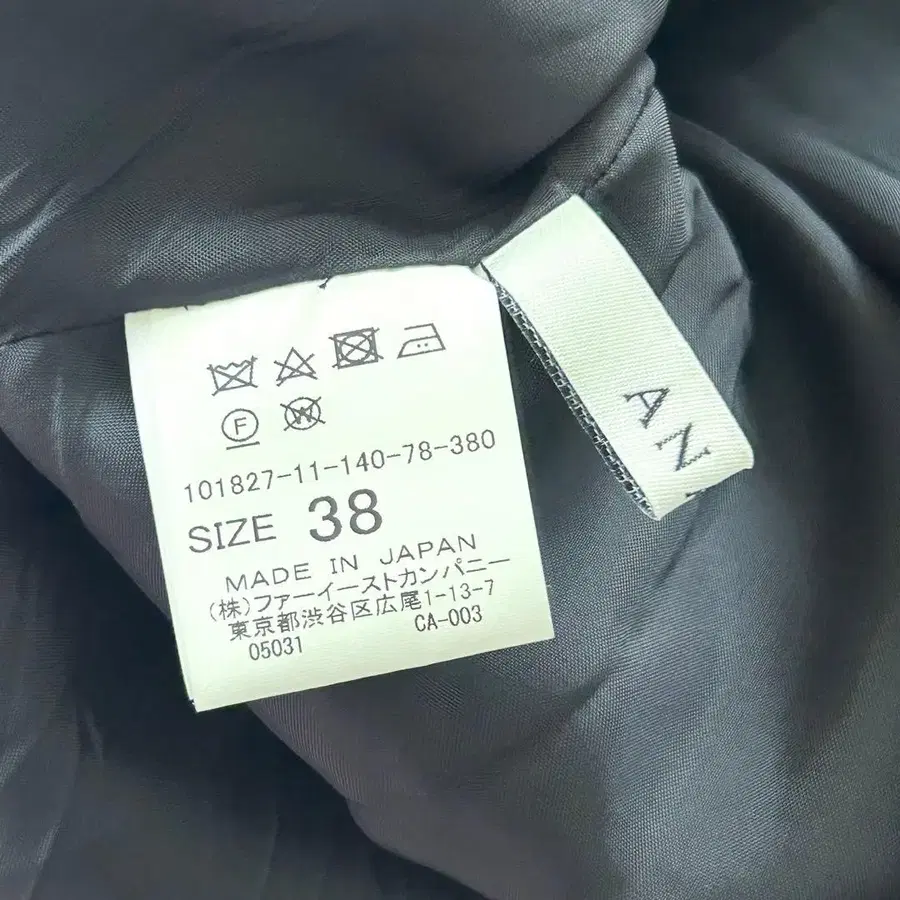 F W
101827-11-140-78-380
SIZE 38
MADE IN JAPAN
(株)ファーイーストカンパニー
東京都渋谷区広尾1-13-7
05031 CA-003
AN